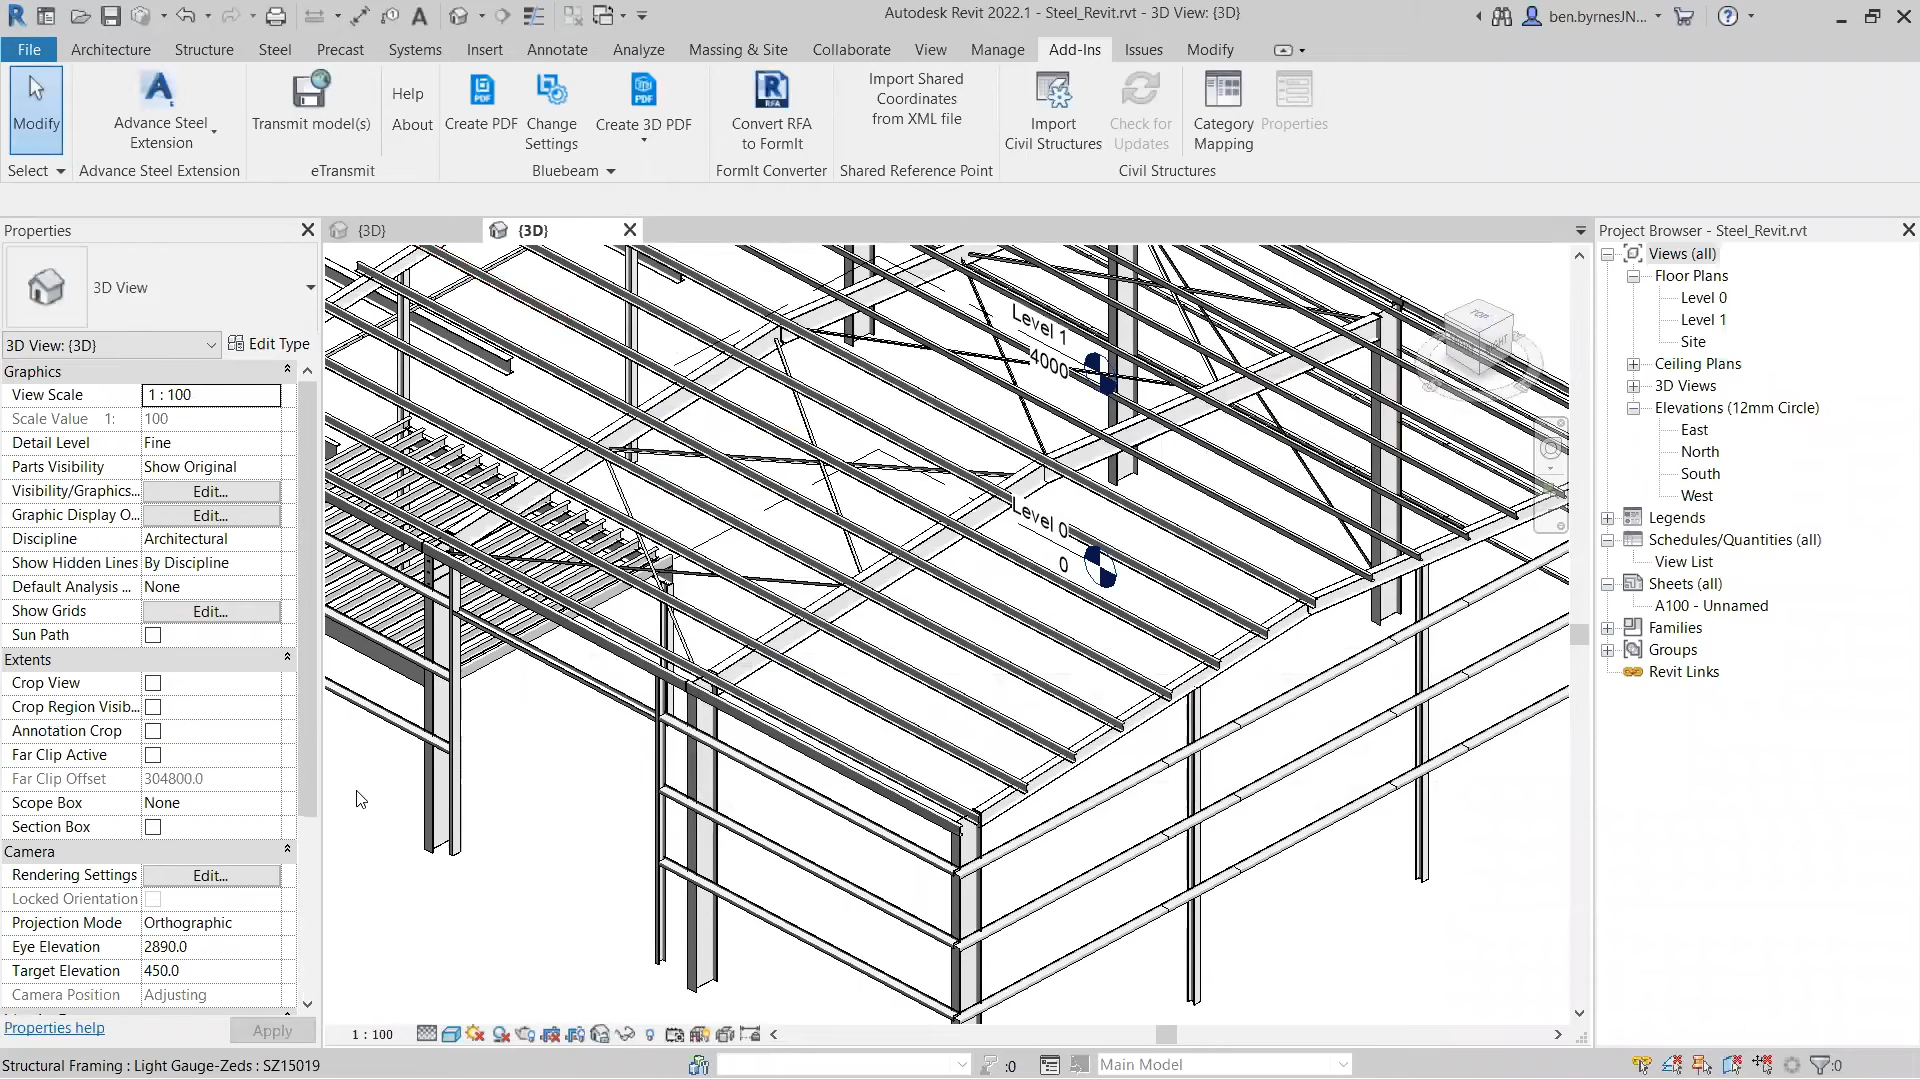 Autodesk Revit 2022.1 - Steel_Revit.rvt - 3D View: {3D}
ben.byrnesJN...
File
Architecture
Structure
Steel
Precast
Systems
Insert
Annotate
Analyze
Massing & Site
Collaborate
View
Manage
Add-Ins
Issues
Modify
Modify
Advance Steel
Extension
Transmit model(s)
Help
About
Create PDF
Change
Settings
Create 3D PDF
Convert RFA
to FormIt
Import Shared
Coordinates
from XML file
Import
Civil Structures
Check for
Updates
Category
Mapping
Properties
Select
Advance Steel Extension
eTransmit
Bluebeam
FormIt Converter
Shared Reference Point
Civil Structures
Properties
3D View
3D View: {3D}
Edit Type
Graphics
View Scale 1 : 100
Scale Value 1: 100
Detail Level Fine
Parts Visibility Show Original
Visibility/Graphics... Edit...
Graphic Display O... Edit...
Discipline Architectural
Show Hidden Lines By Discipline
Default Analysis ... None
Show Grids Edit...
Sun Path
Extents
Crop View
Crop Region Visib...
Annotation Crop
Far Clip Active
Far Clip Offset 304800.0
Scope Box None
Section Box
Camera
Rendering Settings Edit...
Locked Orientation
Projection Mode Orthographic
Eye Elevation 2890.0
Target Elevation 450.0
Camera Position Adjusting
Properties help
Apply
{3D}
{3D}
Level 1
4000
Level 0
0
TOP
1 : 100
Project Browser - Steel_Revit.rvt
Views (all)
Floor Plans
Level 0
Level 1
Site
Ceiling Plans
3D Views
Elevations (12mm Circle)
East
North
South
West
Legends
Schedules/Quantities (all)
View List
Sheets (all)
A100 - Unnamed
Families
Groups
Revit Links
Structural Framing : Light Gauge-Zeds : SZ15019
:0
Main Model
:0